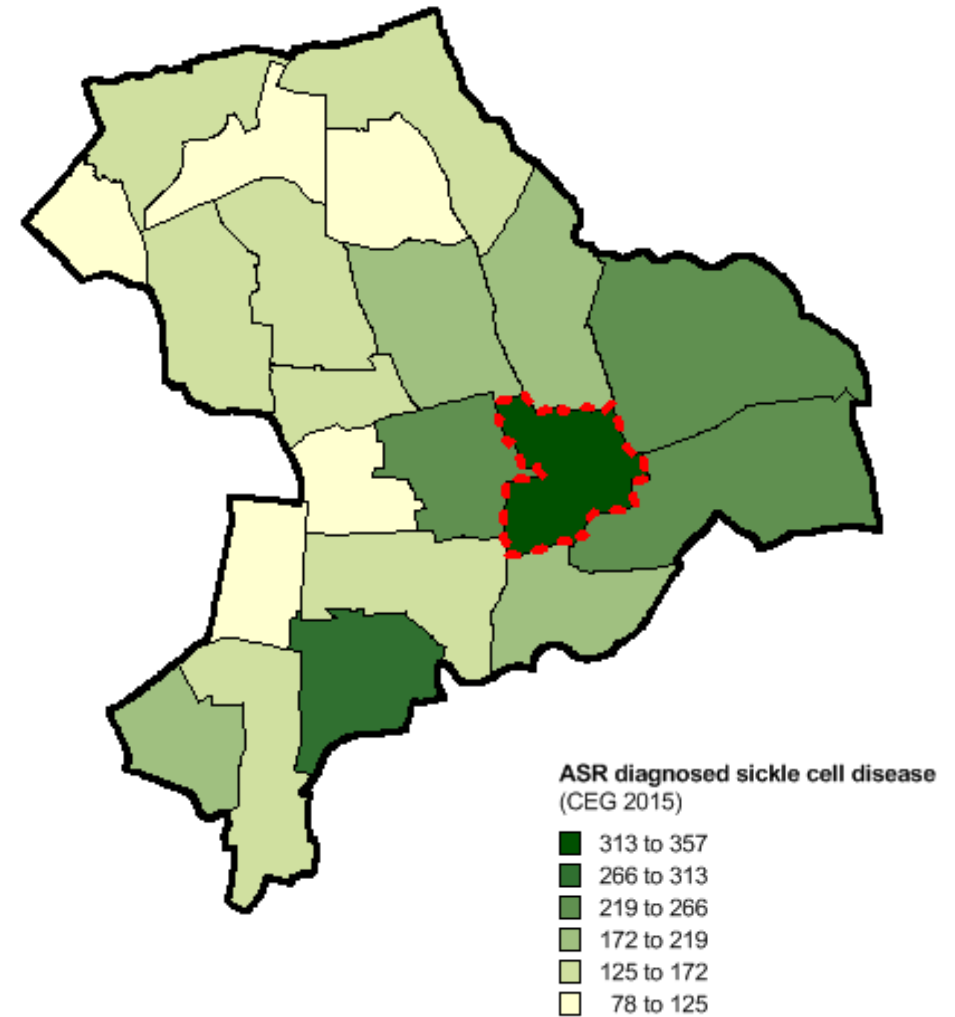 ASR diagnosed sickle cell disease
(CEG 2015)
313 to 357
266 to 313
219 to 266
172 to 219
125 to 172
78 to 125